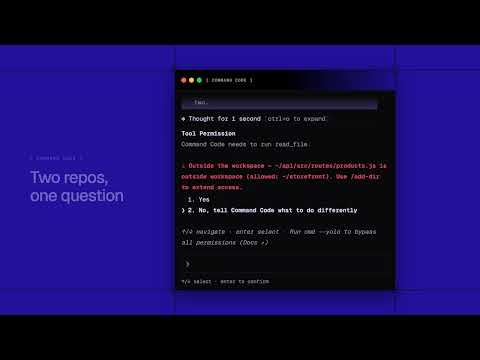 [ COMMAND CODE ]
Two repos,
one question
[ COMMAND CODE ]
two.
Thought for 1 second [ctrl+o to expand]
Tool Permission
Command Code needs to run read_file:
⚠ Outside the workspace — ~/api/src/routes/products.js is
outside workspace (allowed: ~/storefront). Use /add-dir
to extend access.
1. Yes
❯ 2. No, tell Command Code what to do differently
↑/↓ navigate · enter select · Run cmd --yolo to bypass
all permissions (Docs ↗)
❯
↑/↓ select · enter to confirm